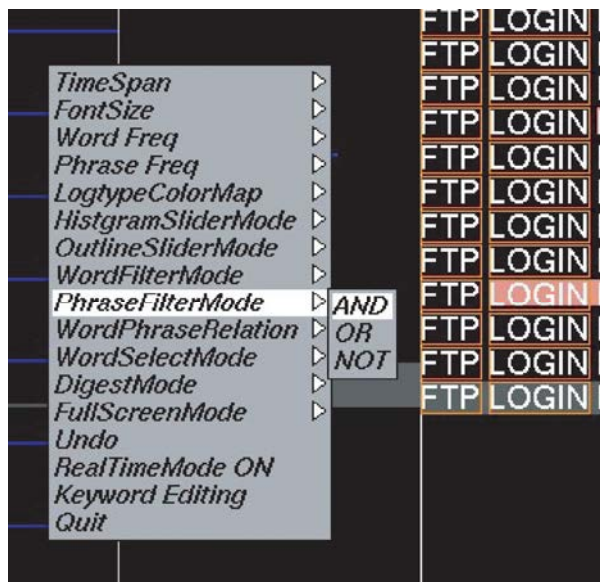 TimeSpan
FontSize
Word Freq
Phrase Freq
LogtypeColorMap
HistgramSliderMode
OutlineSliderMode
WordFilterMode
PhraseFilterMode
WordPhraseRelation
WordSelectMode
DigestMode
FullScreenMode
Undo
RealTimeMode ON
Keyword Editing
Quit
AND
OR
NOT
FTP LOGIN
FTP LOGIN
FTP LOGIN
FTP LOGIN
FTP LOGIN
FTP LOGIN
FTP LOGIN
FTP LOGIN
FTP LOGIN
FTP LOGIN
FTP LOGIN
FTP LOGIN